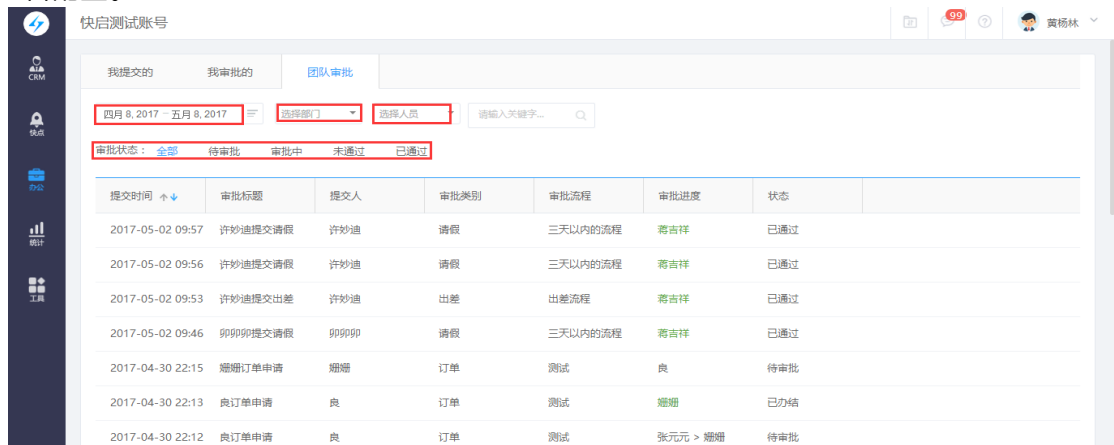 快启测试账号 99 黄杨林
CRM
快点
办公
统计
工具
我提交的 我审批的 团队审批
四月 8, 2017 - 五月 8, 2017 选择部门 选择人员 请输入关键字...
审批状态： 全部 待审批 审批中 未通过 已通过
提交时间 审批标题 提交人 审批类别 审批流程 审批进度 状态
2017-05-02 09:57 许妙迪提交请假 许妙迪 请假 三天以内的流程 蒋吉祥 已通过
2017-05-02 09:56 许妙迪提交请假 许妙迪 请假 三天以内的流程 蒋吉祥 已通过
2017-05-02 09:53 许妙迪提交出差 许妙迪 出差 出差流程 蒋吉祥 已通过
2017-05-02 09:46 卯卯卯提交请假 卯卯卯 请假 三天以内的流程 蒋吉祥 已通过
2017-04-30 22:15 姗姗订单申请 姗姗 订单 测试 良 待审批
2017-04-30 22:13 良订单申请 良 订单 测试 姗姗 已办结
2017-04-30 22:12 良订单申请 良 订单 测试 张元元 > 姗姗 待审批